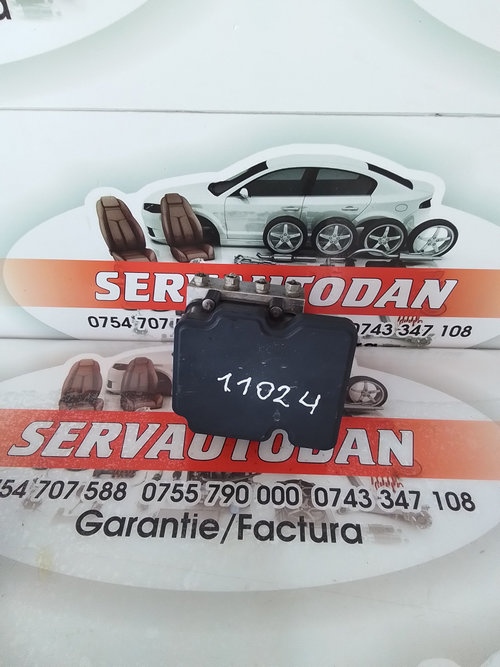 a
SERVAUTODAN
0754 707 0743 347 108
11024
SERVAUTODAN
54 707 588 0755 790 000 0743 347 108
Garantie/Factura